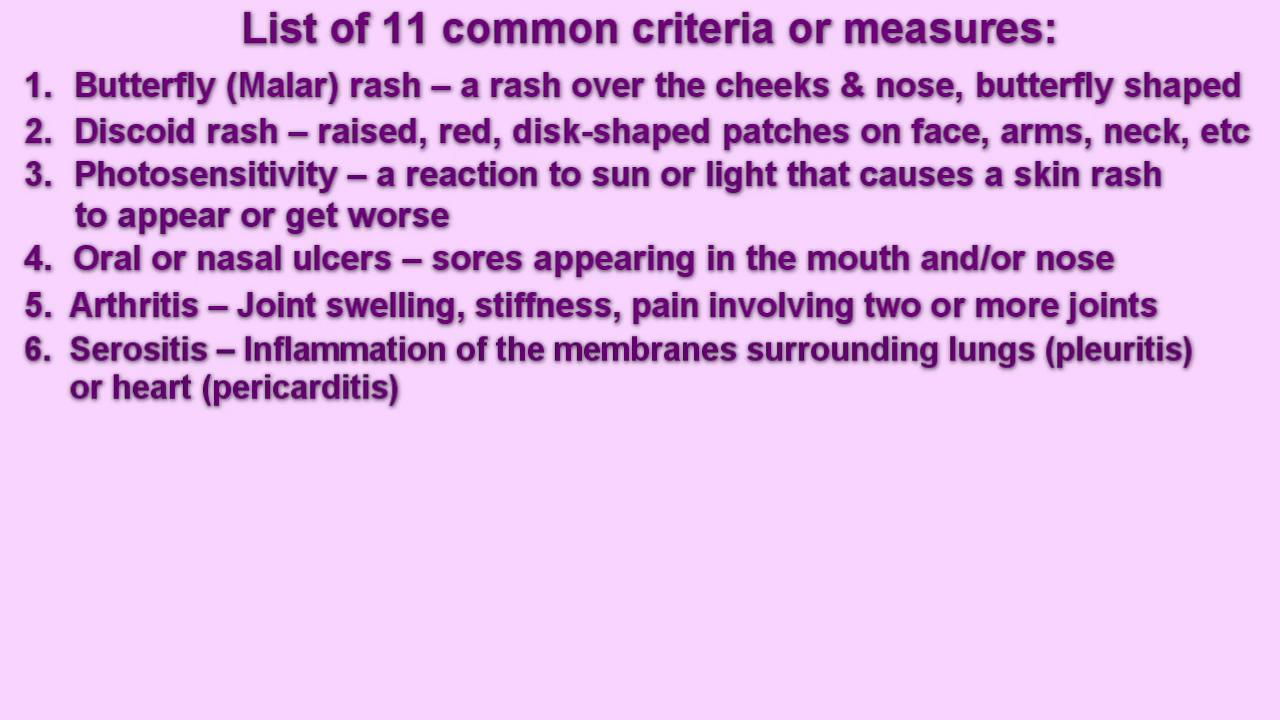 List of 11 common criteria or measures:
1. Butterfly (Malar) rash – a rash over the cheeks & nose, butterfly shaped
2. Discoid rash – raised, red, disk-shaped patches on face, arms, neck, etc
3. Photosensitivity – a reaction to sun or light that causes a skin rash
to appear or get worse
4. Oral or nasal ulcers – sores appearing in the mouth and/or nose
5. Arthritis – Joint swelling, stiffness, pain involving two or more joints
6. Serositis – Inflammation of the membranes surrounding lungs (pleuritis)
or heart (pericarditis)